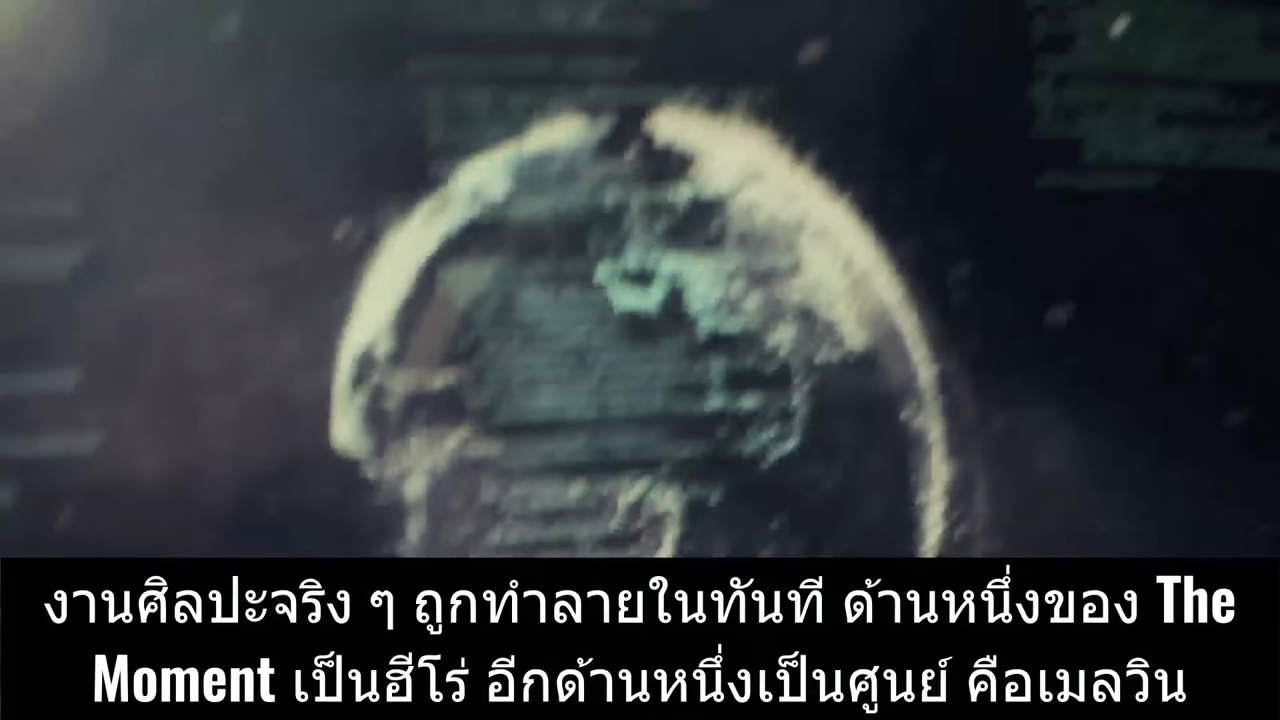 งานศิลปะจริง ๆ ถูกทำลายในทันที ด้านหนึ่งของ The
Moment เป็นฮีโร่ อีกด้านหนึ่งเป็นศูนย์ คือเมลวิน